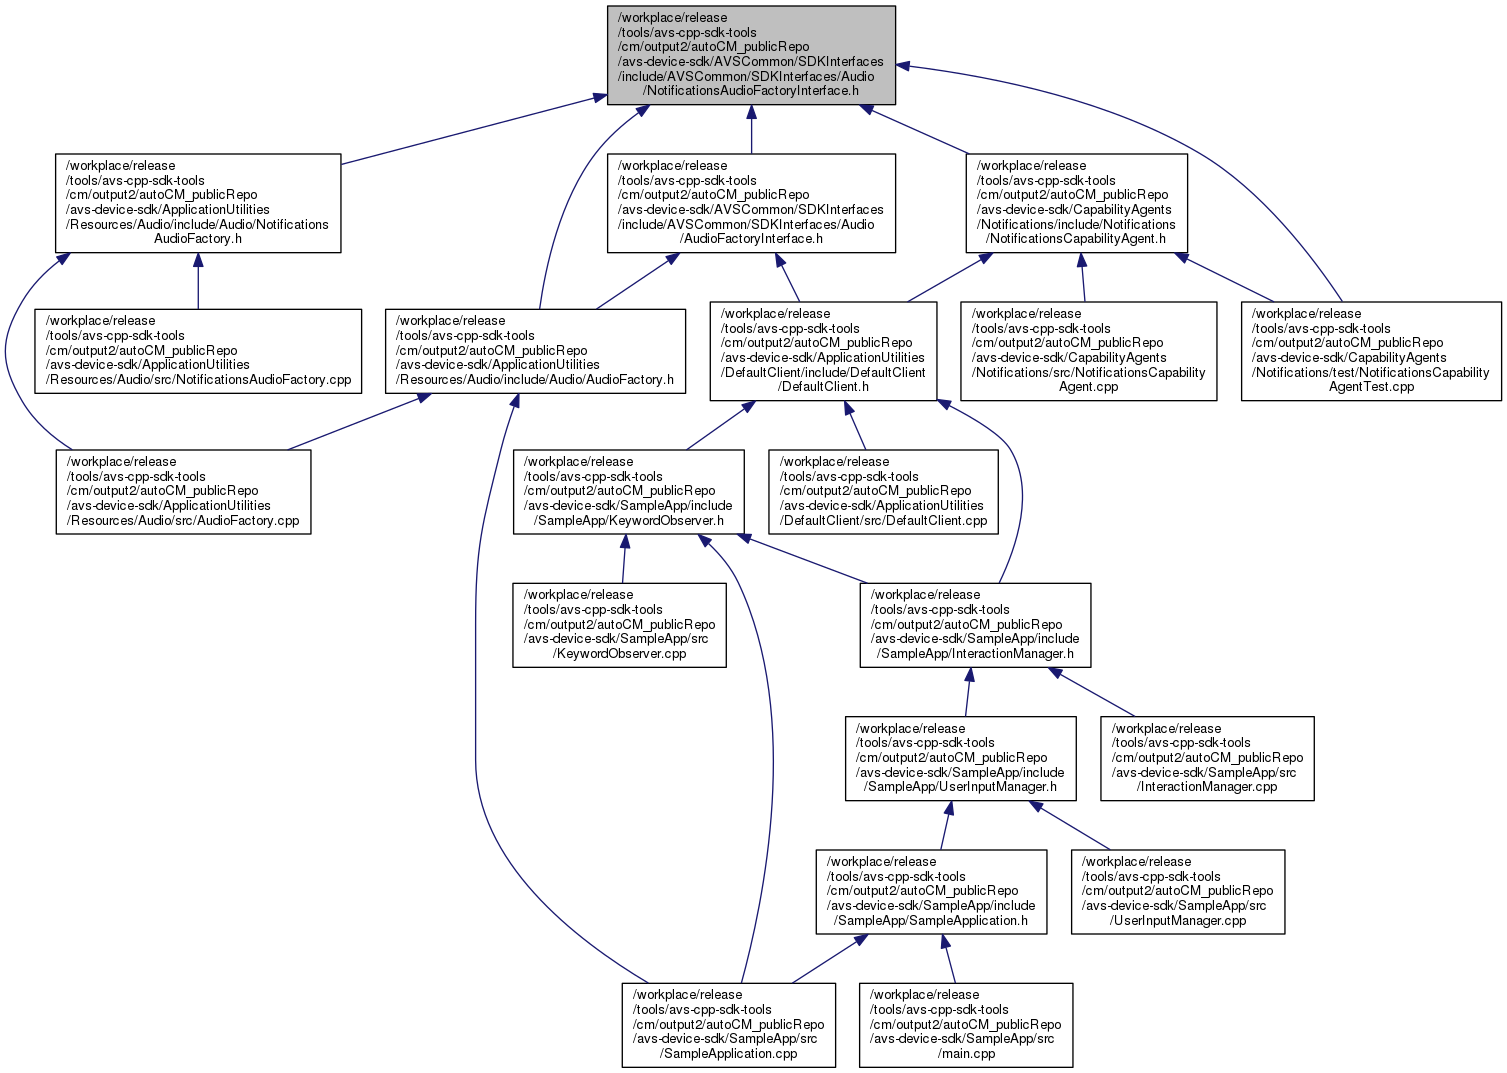 /workplace/release
/tools/avs-cpp-sdk-tools
/cm/output2/autoCM_publicRepo
/avs-device-sdk/AVSCommon/SDKInterfaces
/include/AVSCommon/SDKInterfaces/Audio
/NotificationsAudioFactoryInterface.h
/workplace/release
/tools/avs-cpp-sdk-tools
/cm/output2/autoCM_publicRepo
/avs-device-sdk/ApplicationUtilities
/Resources/Audio/include/Audio/Notifications
AudioFactory.h
/workplace/release
/tools/avs-cpp-sdk-tools
/cm/output2/autoCM_publicRepo
/avs-device-sdk/AVSCommon/SDKInterfaces
/include/AVSCommon/SDKInterfaces/Audio
/AudioFactoryInterface.h
/workplace/release
/tools/avs-cpp-sdk-tools
/cm/output2/autoCM_publicRepo
/avs-device-sdk/CapabilityAgents
/Notifications/include/Notifications
/NotificationsCapabilityAgent.h
/workplace/release
/tools/avs-cpp-sdk-tools
/cm/output2/autoCM_publicRepo
/avs-device-sdk/ApplicationUtilities
/Resources/Audio/src/NotificationsAudioFactory.cpp
/workplace/release
/tools/avs-cpp-sdk-tools
/cm/output2/autoCM_publicRepo
/avs-device-sdk/ApplicationUtilities
/Resources/Audio/include/Audio/AudioFactory.h
/workplace/release
/tools/avs-cpp-sdk-tools
/cm/output2/autoCM_publicRepo
/avs-device-sdk/ApplicationUtilities
/DefaultClient/include/DefaultClient
/DefaultClient.h
/workplace/release
/tools/avs-cpp-sdk-tools
/cm/output2/autoCM_publicRepo
/avs-device-sdk/CapabilityAgents
/Notifications/src/NotificationsCapability
Agent.cpp
/workplace/release
/tools/avs-cpp-sdk-tools
/cm/output2/autoCM_publicRepo
/avs-device-sdk/CapabilityAgents
/Notifications/test/NotificationsCapability
AgentTest.cpp
/workplace/release
/tools/avs-cpp-sdk-tools
/cm/output2/autoCM_publicRepo
/avs-device-sdk/ApplicationUtilities
/Resources/Audio/src/AudioFactory.cpp
/workplace/release
/tools/avs-cpp-sdk-tools
/cm/output2/autoCM_publicRepo
/avs-device-sdk/SampleApp/include
/SampleApp/KeywordObserver.h
/workplace/release
/tools/avs-cpp-sdk-tools
/cm/output2/autoCM_publicRepo
/avs-device-sdk/ApplicationUtilities
/DefaultClient/src/DefaultClient.cpp
/workplace/release
/tools/avs-cpp-sdk-tools
/cm/output2/autoCM_publicRepo
/avs-device-sdk/SampleApp/src
/KeywordObserver.cpp
/workplace/release
/tools/avs-cpp-sdk-tools
/cm/output2/autoCM_publicRepo
/avs-device-sdk/SampleApp/include
/SampleApp/InteractionManager.h
/workplace/release
/tools/avs-cpp-sdk-tools
/cm/output2/autoCM_publicRepo
/avs-device-sdk/SampleApp/include
/SampleApp/UserInputManager.h
/workplace/release
/tools/avs-cpp-sdk-tools
/cm/output2/autoCM_publicRepo
/avs-device-sdk/SampleApp/src
/InteractionManager.cpp
/workplace/release
/tools/avs-cpp-sdk-tools
/cm/output2/autoCM_publicRepo
/avs-device-sdk/SampleApp/include
/SampleApp/SampleApplication.h
/workplace/release
/tools/avs-cpp-sdk-tools
/cm/output2/autoCM_publicRepo
/avs-device-sdk/SampleApp/src
/UserInputManager.cpp
/workplace/release
/tools/avs-cpp-sdk-tools
/cm/output2/autoCM_publicRepo
/avs-device-sdk/SampleApp/src
/SampleApplication.cpp
/workplace/release
/tools/avs-cpp-sdk-tools
/cm/output2/autoCM_publicRepo
/avs-device-sdk/SampleApp/src
/main.cpp